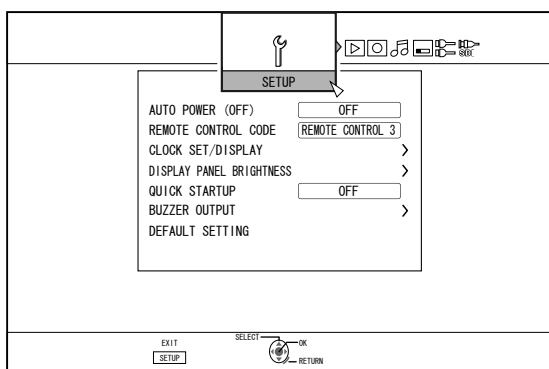 SETUP
AUTO POWER (OFF) OFF
REMOTE CONTROL CODE REMOTE CONTROL 3
CLOCK SET/DISPLAY
DISPLAY PANEL BRIGHTNESS
QUICK STARTUP OFF
BUZZER OUTPUT
DEFAULT SETTING
EXIT
SETUP
SELECT
OK
RETURN